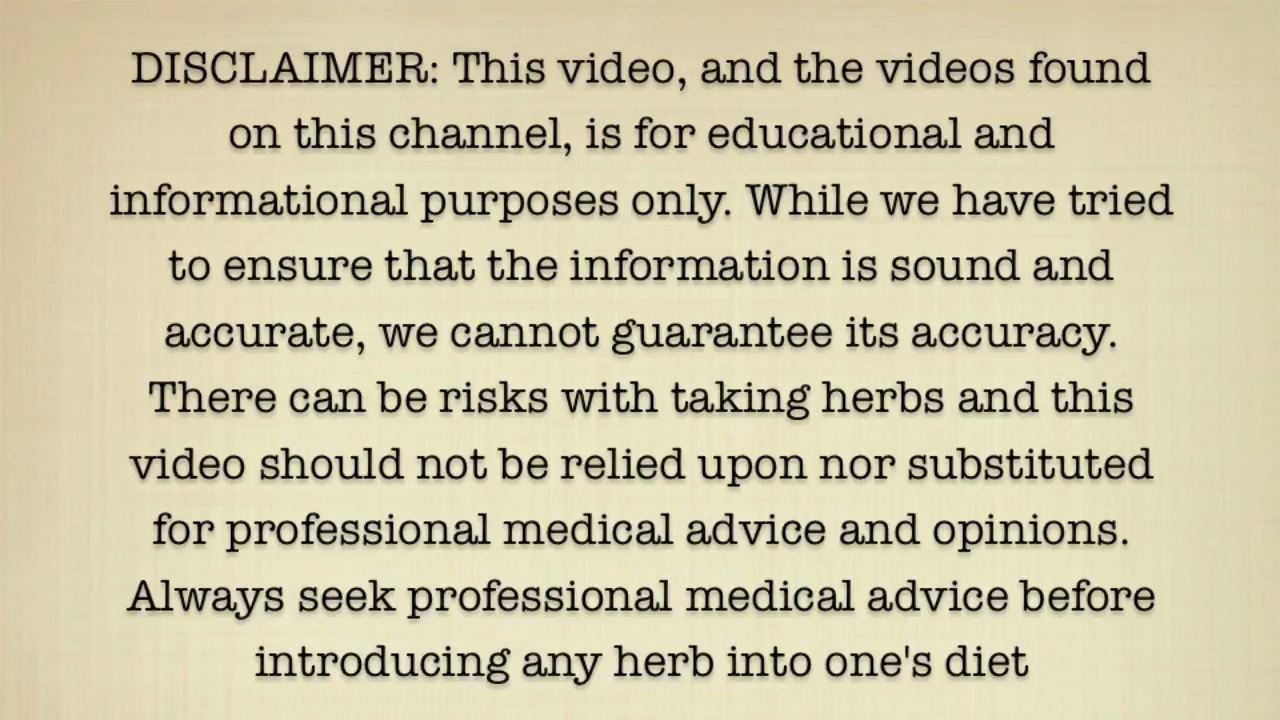 DISCLAIMER: This video, and the videos found
on this channel, is for educational and
informational purposes only. While we have tried
to ensure that the information is sound and
accurate, we cannot guarantee its accuracy.
There can be risks with taking herbs and this
video should not be relied upon nor substituted
for professional medical advice and opinions.
Always seek professional medical advice before
introducing any herb into one's diet